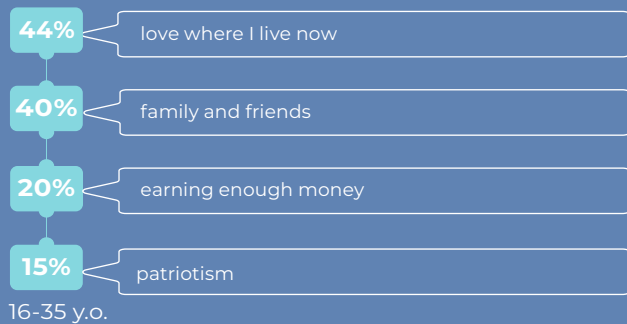 44%
love where I live now
40%
family and friends
20%
earning enough money
15%
patriotism
16-35 y.o.